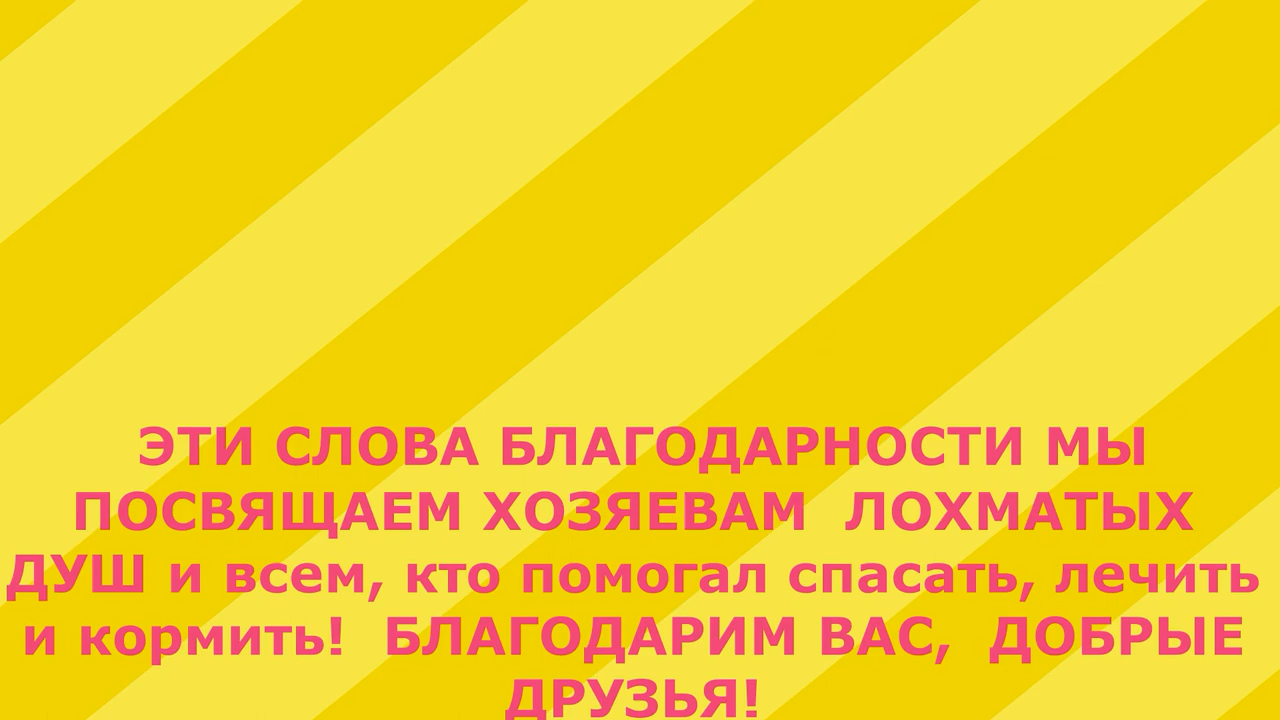 ЭТИ СЛОВА БЛАГОДАРНОСТИ МЫ
ПОСВЯЩАЕМ ХОЗЯЕВАМ ЛОХМАТЫХ
ДУШ и всем, кто помогал спасать, лечить
и кормить! БЛАГОДАРИМ ВАС, ДОБРЫЕ
ДРУЗЬЯ!